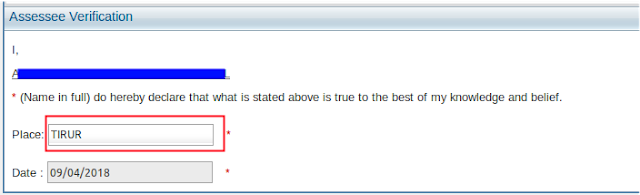 Assessee Verification
I,
* (Name in full) do hereby declare that what is stated above is true to the best of my knowledge and belief.
Place: TIRUR *
Date : 09/04/2018 *